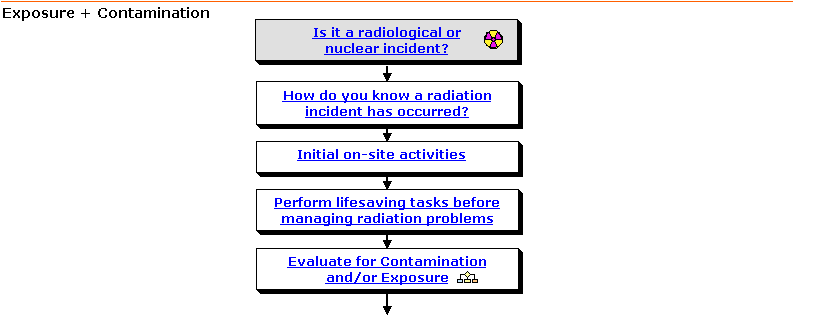 Exposure + Contamination
Is it a radiological or
nuclear incident?
How do you know a radiation
incident has occurred?
Initial on-site activities
Perform lifesaving tasks before
managing radiation problems
Evaluate for Contamination
and/or Exposure